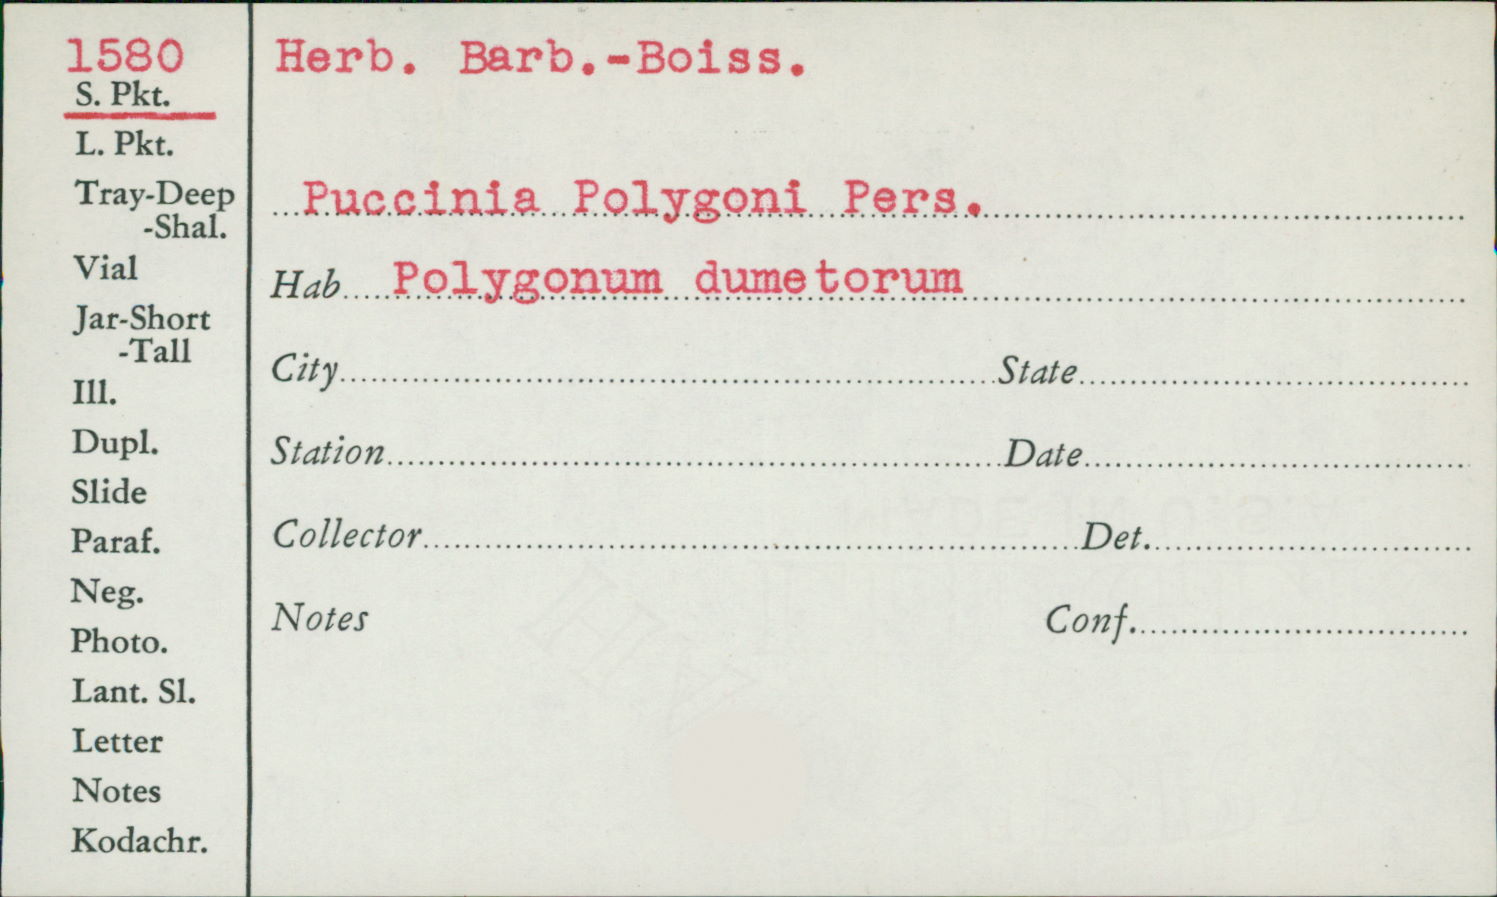 1580
S. Pkt.
L. Pkt.
Tray-Deep
-Shal.
Vial
Jar-Short
-Tall
Ill.
Dupl.
Slide
Paraf.
Neg.
Photo.
Lant. Sl.
Letter
Notes
Kodachr.
Herb. Barb.-Boiss.
Puccinia Polygoni Pers.
Hab Polygonum dumetorum
City State
Station Date
Collector Det.
Notes Conf.